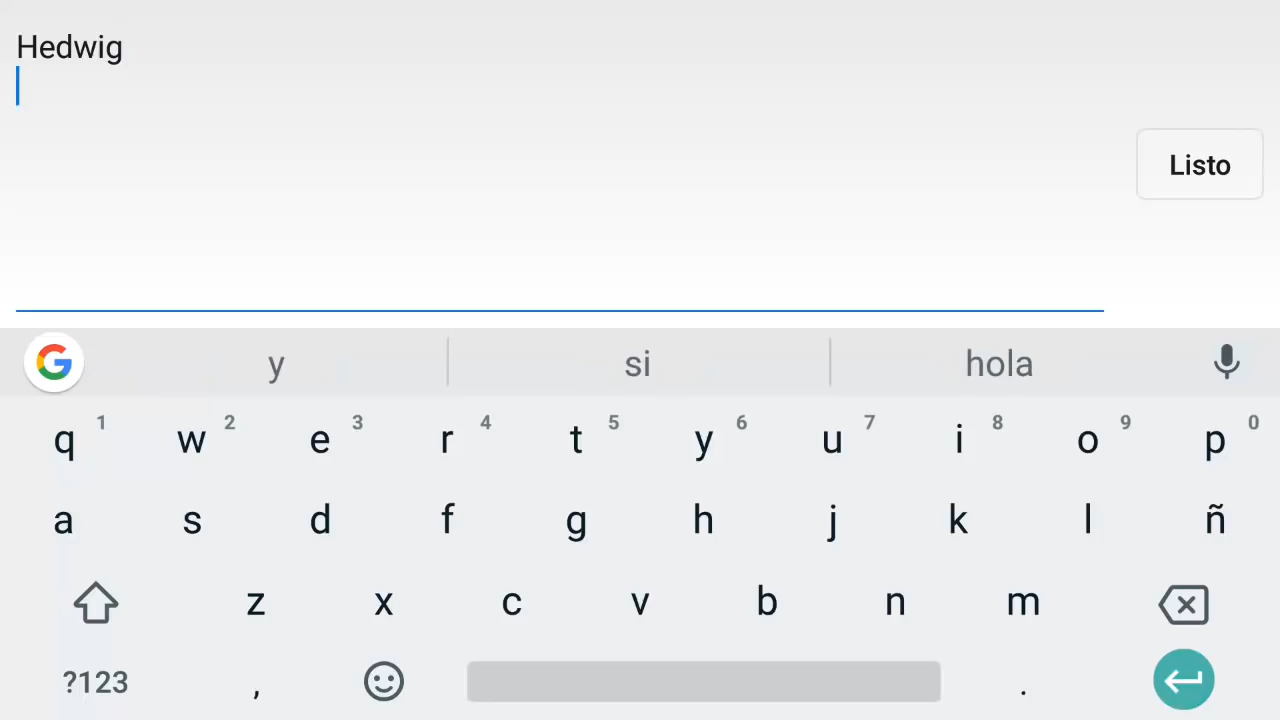 Hedwig
Listo
y si hola
q 1 w 2 e 3 r 4 t 5 y 6 u 7 i 8 o 9 p 0
a s d f g h j k l ñ
z x c v b n m
?123 , .